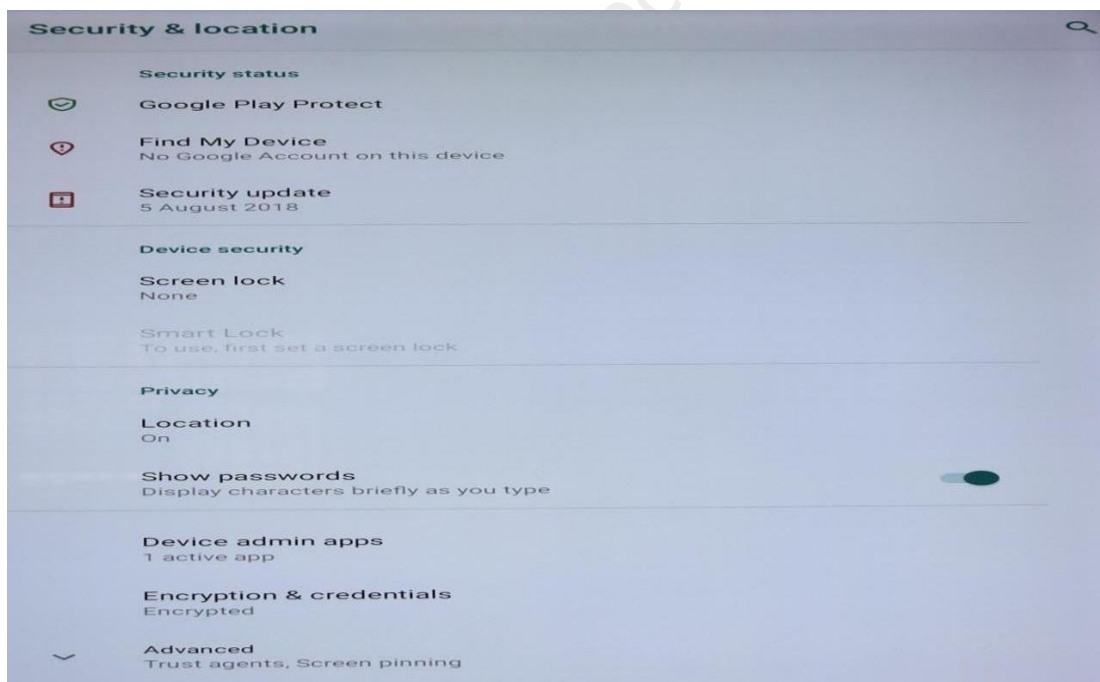 Security & location
Security status
Google Play Protect
Find My Device
No Google Account on this device
Security update
5 August 2018
Device security
Screen lock
None
Smart Lock
To use, first set a screen lock
Privacy
Location
On
Show passwords
Display characters briefly as you type
Device admin apps
1 active app
Encryption & credentials
Encrypted
Advanced
Trust agents, Screen pinning